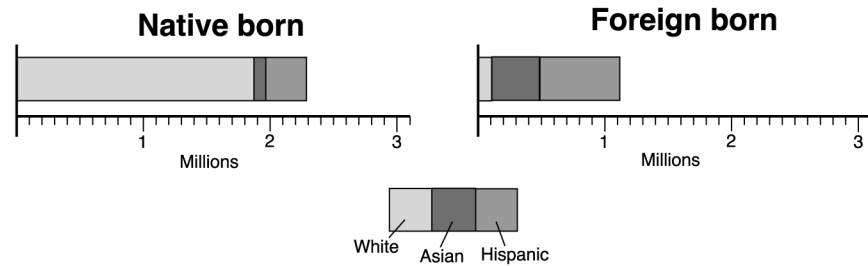 Native born
Foreign born
1 2 3
Millions
1 2 3
Millions
White Asian Hispanic